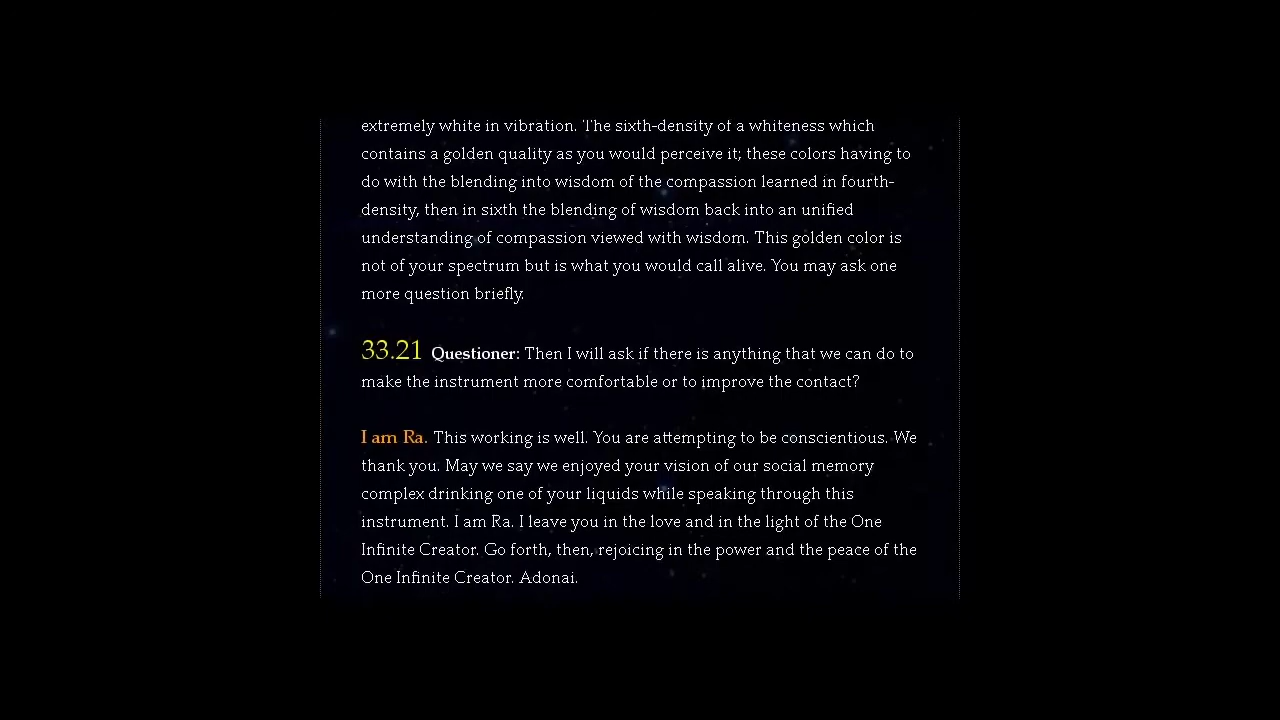 extremely white in vibration. The sixth-density of a whiteness which
contains a golden quality as you would perceive it; these colors having to
do with the blending into wisdom of the compassion learned in fourth-
density, then in sixth the blending of wisdom back into an unified
understanding of compassion viewed with wisdom. This golden color is
not of your spectrum but is what you would call alive. You may ask one
more question briefly.
33.21 Questioner: Then I will ask if there is anything that we can do to
make the instrument more comfortable or to improve the contact?
I am Ra. This working is well. You are attempting to be conscientious. We
thank you. May we say we enjoyed your vision of our social memory
complex drinking one of your liquids while speaking through this
instrument. I am Ra. I leave you in the love and in the light of the One
Infinite Creator. Go forth, then, rejoicing in the power and the peace of the
One Infinite Creator. Adonai.